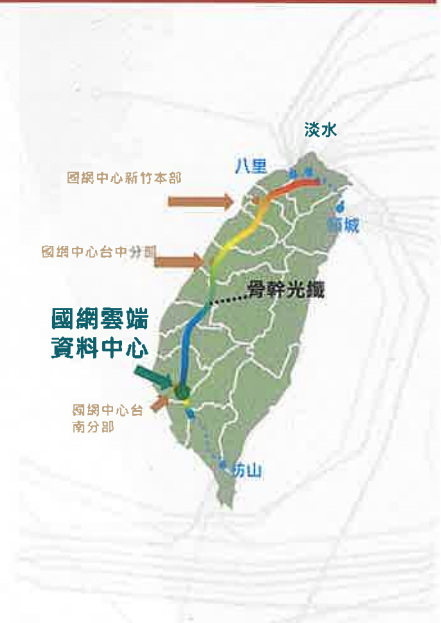 淡水
八里
國網中心新竹本部
城
國網中心台中分部
骨幹光纖
國網雲端
資料中心
國網中心台
南分部
枋山